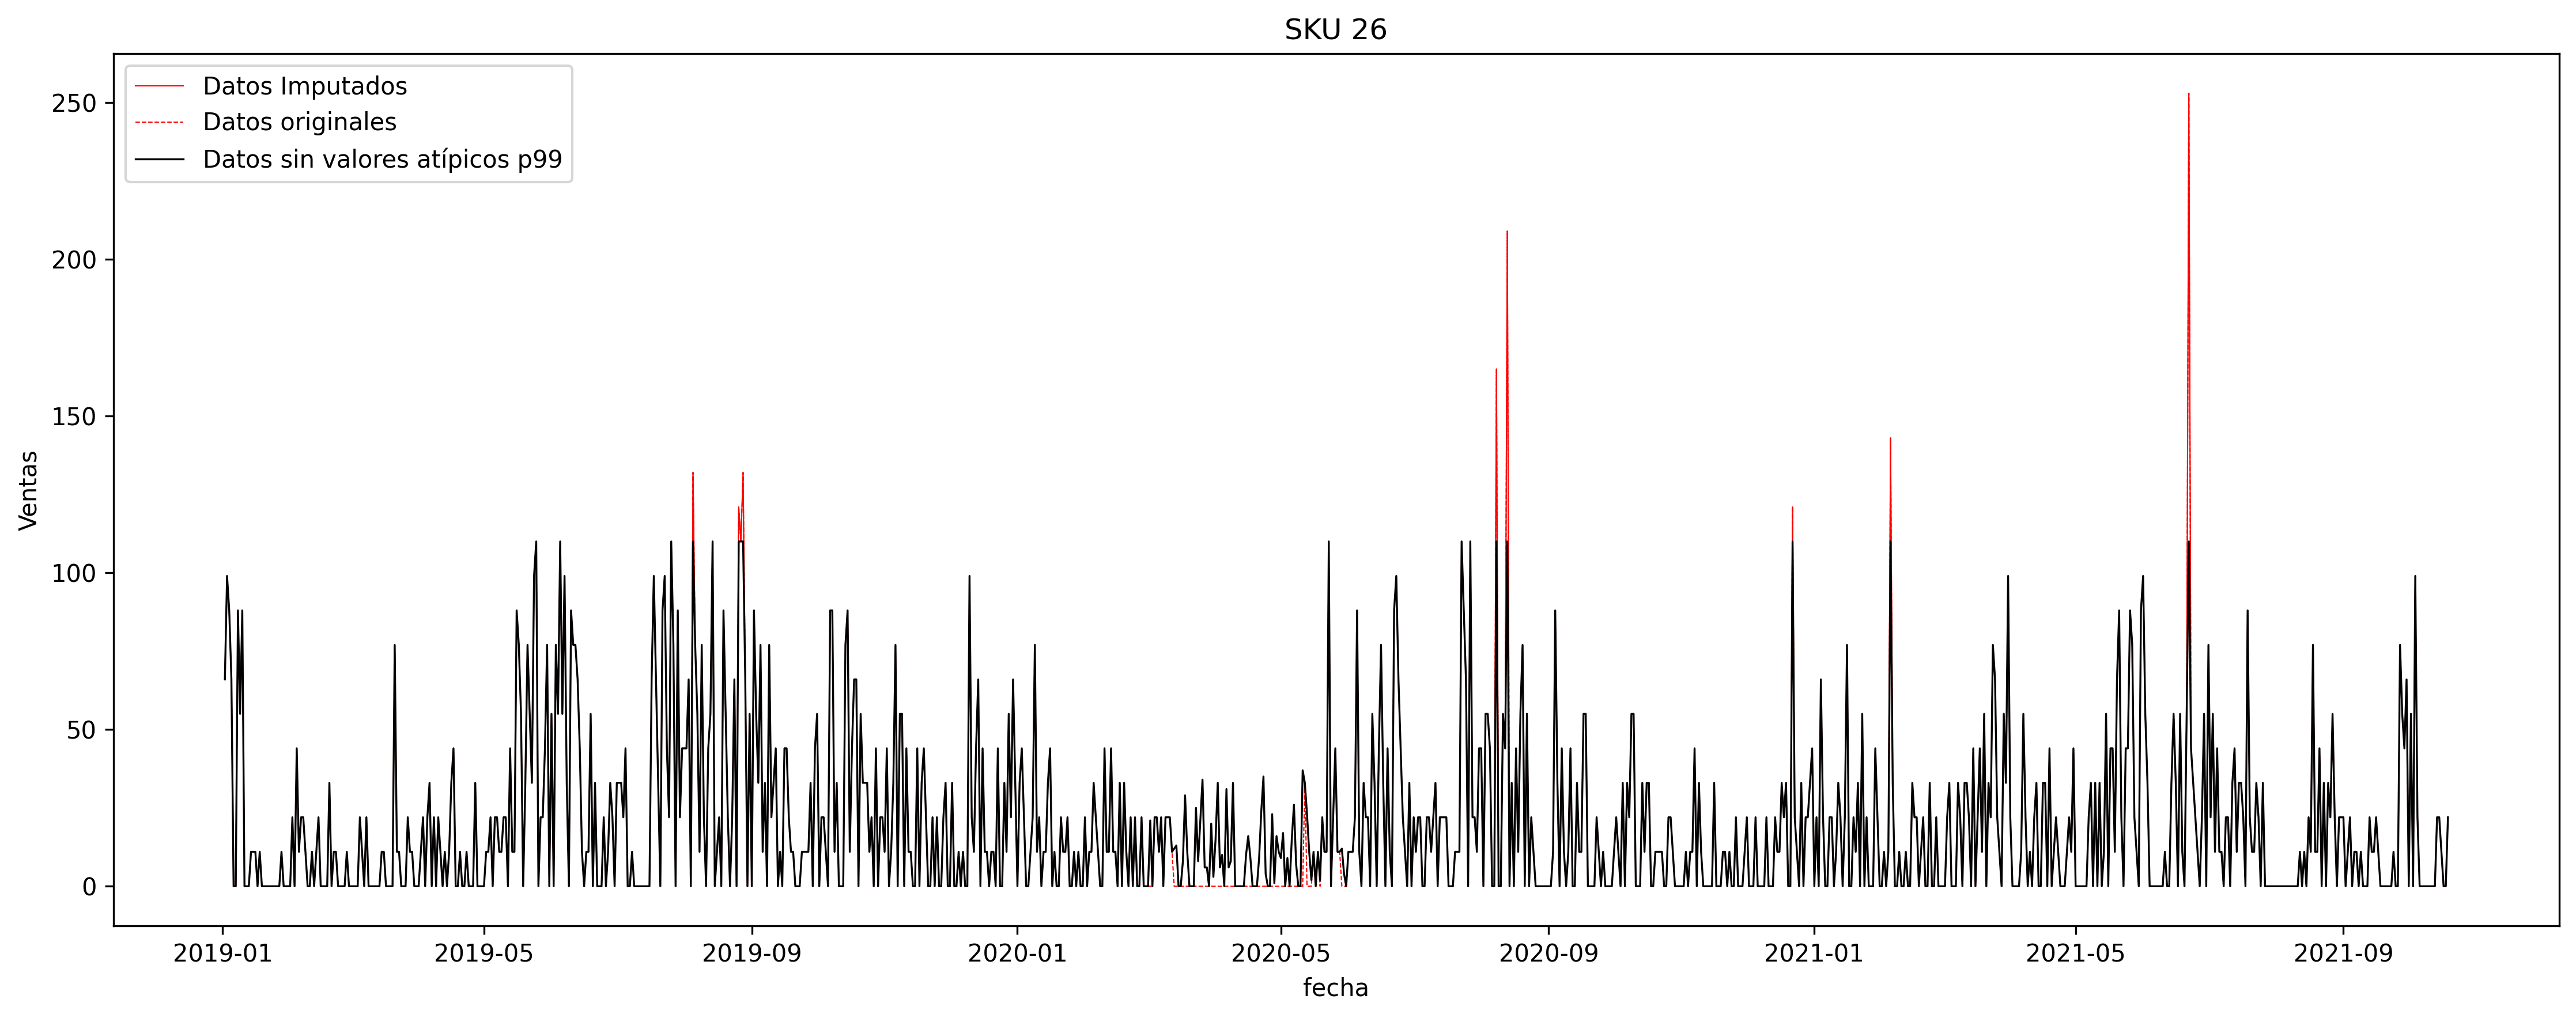 SKU 26
Datos Imputados
Datos originales
Datos sin valores atípicos p99
250
200
150
100
50
0
Ventas
2019-01 2019-05 2019-09 2020-01 2020-05 2020-09 2021-01 2021-05 2021-09
fecha